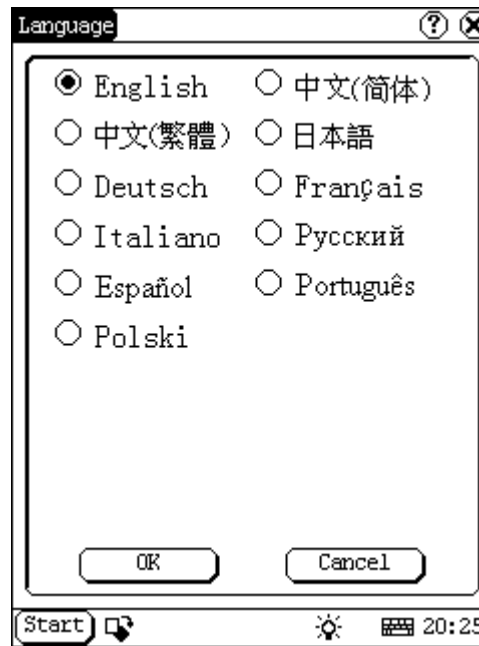 Language
English 中文(简体)
中文(繁體) 日本語
Deutsch Français
Italiano Русский
Español Português
Polski
OK Cancel
Start 20:25